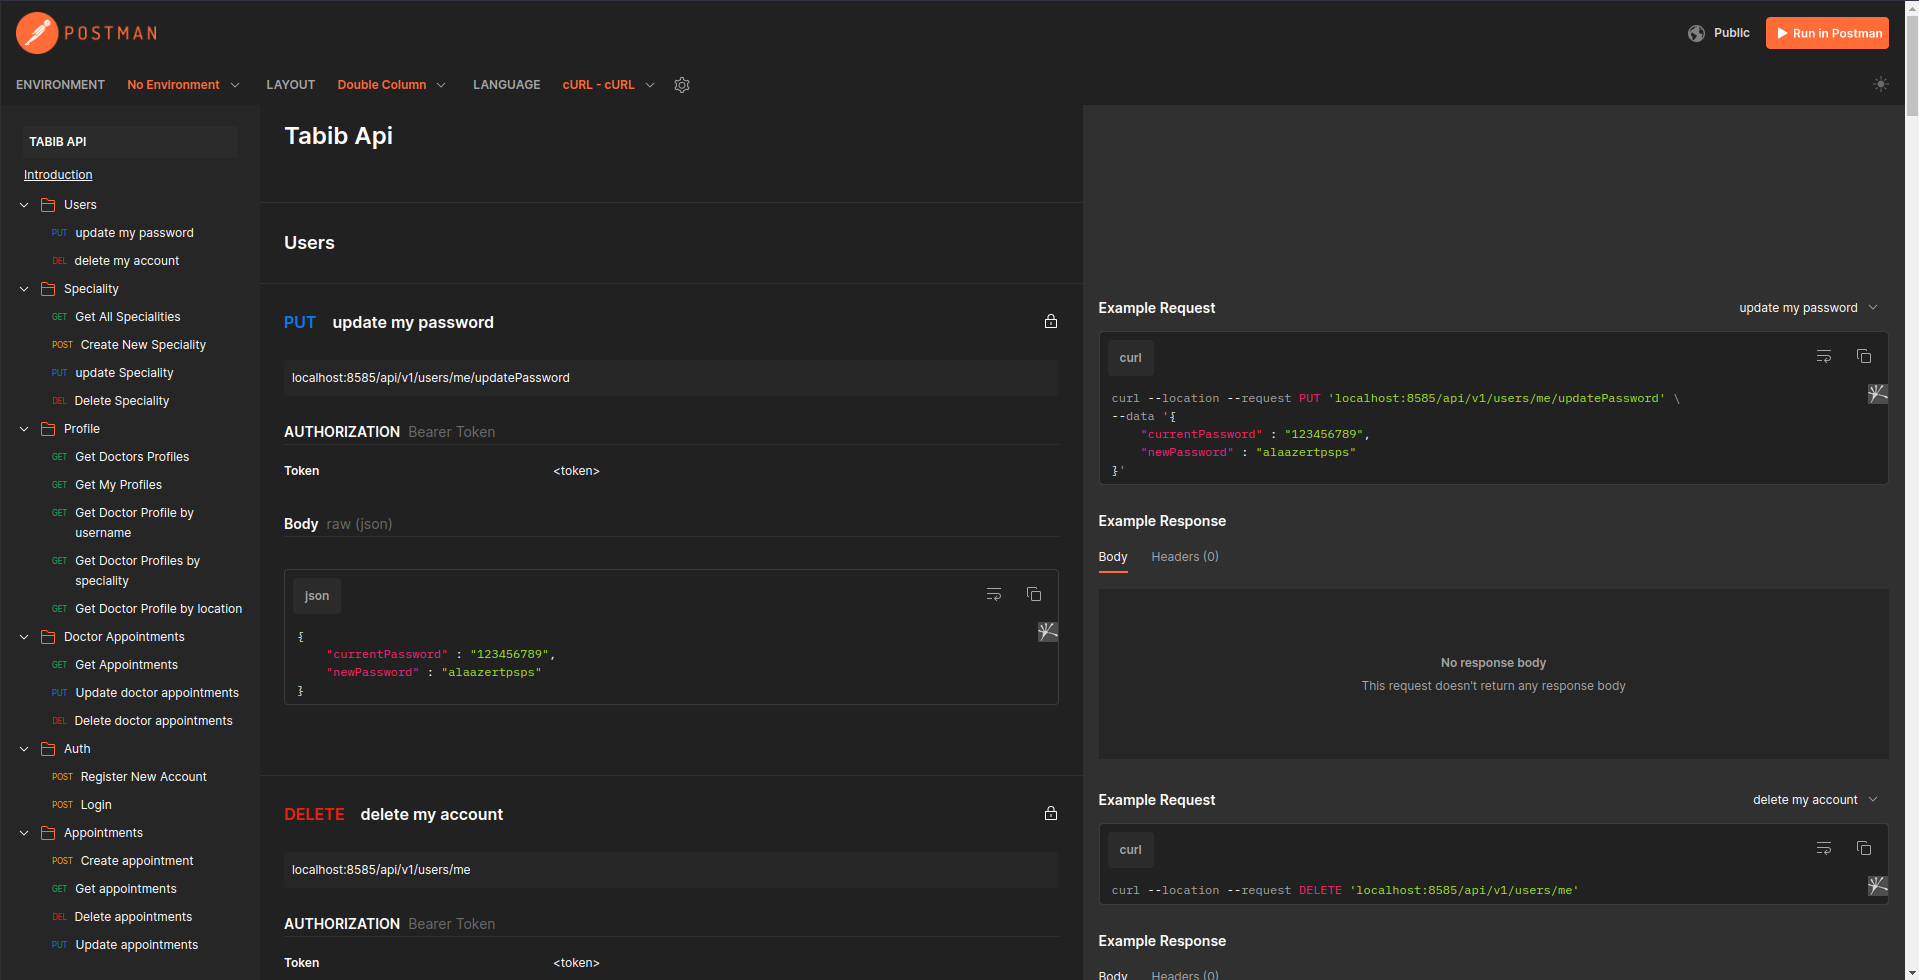 POSTMAN
Public
Run in Postman
ENVIRONMENT No Environment LAYOUT Double Column LANGUAGE cURL - cURL
TABIB API
Introduction
Users
PUT update my password
DEL delete my account
Speciality
GET Get All Specialities
POST Create New Speciality
PUT update Speciality
DEL Delete Speciality
Profile
GET Get Doctors Profiles
GET Get My Profiles
GET Get Doctor Profile by
username
GET Get Doctor Profiles by
speciality
GET Get Doctor Profile by location
Doctor Appointments
GET Get Appointments
PUT Update doctor appointments
DEL Delete doctor appointments
Auth
POST Register New Account
POST Login
Appointments
POST Create appointment
GET Get appointments
DEL Delete appointments
PUT Update appointments
Tabib Api
Users
PUT update my password
localhost:8585/api/v1/users/me/updatePassword
AUTHORIZATION Bearer Token
Token <token>
Body raw (json)
json
{
"currentPassword" : "123456789",
"newPassword" : "alaazertpsps"
}
DELETE delete my account
localhost:8585/api/v1/users/me
AUTHORIZATION Bearer Token
Token <token>
Example Request update my password
curl
curl --location --request PUT 'localhost:8585/api/v1/users/me/updatePassword' \
--data '{
"currentPassword" : "123456789",
"newPassword" : "alaazertpsps"
}'
Example Response
Body Headers (0)
No response body
This request doesn't return any response body
Example Request delete my account
curl
curl --location --request DELETE 'localhost:8585/api/v1/users/me'
Example Response
Body Headers (0)